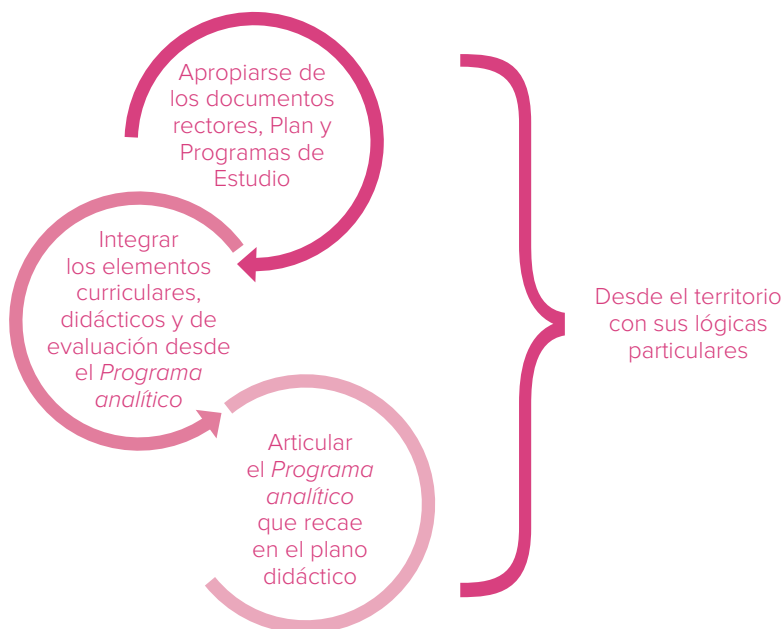 Apropiarse de
los documentos
rectores, Plan y
Programas de
Estudio
Integrar
los elementos
curriculares,
didácticos y de
evaluación desde
el Programa
analítico
Articular
el Programa
analítico
que recae
en el plano
didáctico
Desde el territorio
con sus lógicas
particulares